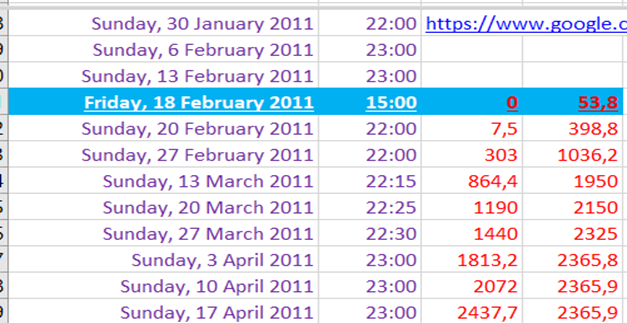 Sunday, 30 January 2011 22:00 https://www.google.c
Sunday, 6 February 2011 23:00
Sunday, 13 February 2011 23:00
Friday, 18 February 2011 15:00 0 53,8
Sunday, 20 February 2011 22:00 7,5 398,8
Sunday, 27 February 2011 22:00 303 1036,2
Sunday, 13 March 2011 22:15 864,4 1950
Sunday, 20 March 2011 22:25 1190 2150
Sunday, 27 March 2011 22:30 1440 2325
Sunday, 3 April 2011 23:00 1813,2 2365,8
Sunday, 10 April 2011 23:00 2072 2365,9
Sunday, 17 April 2011 23:00 2437,7 2365,9